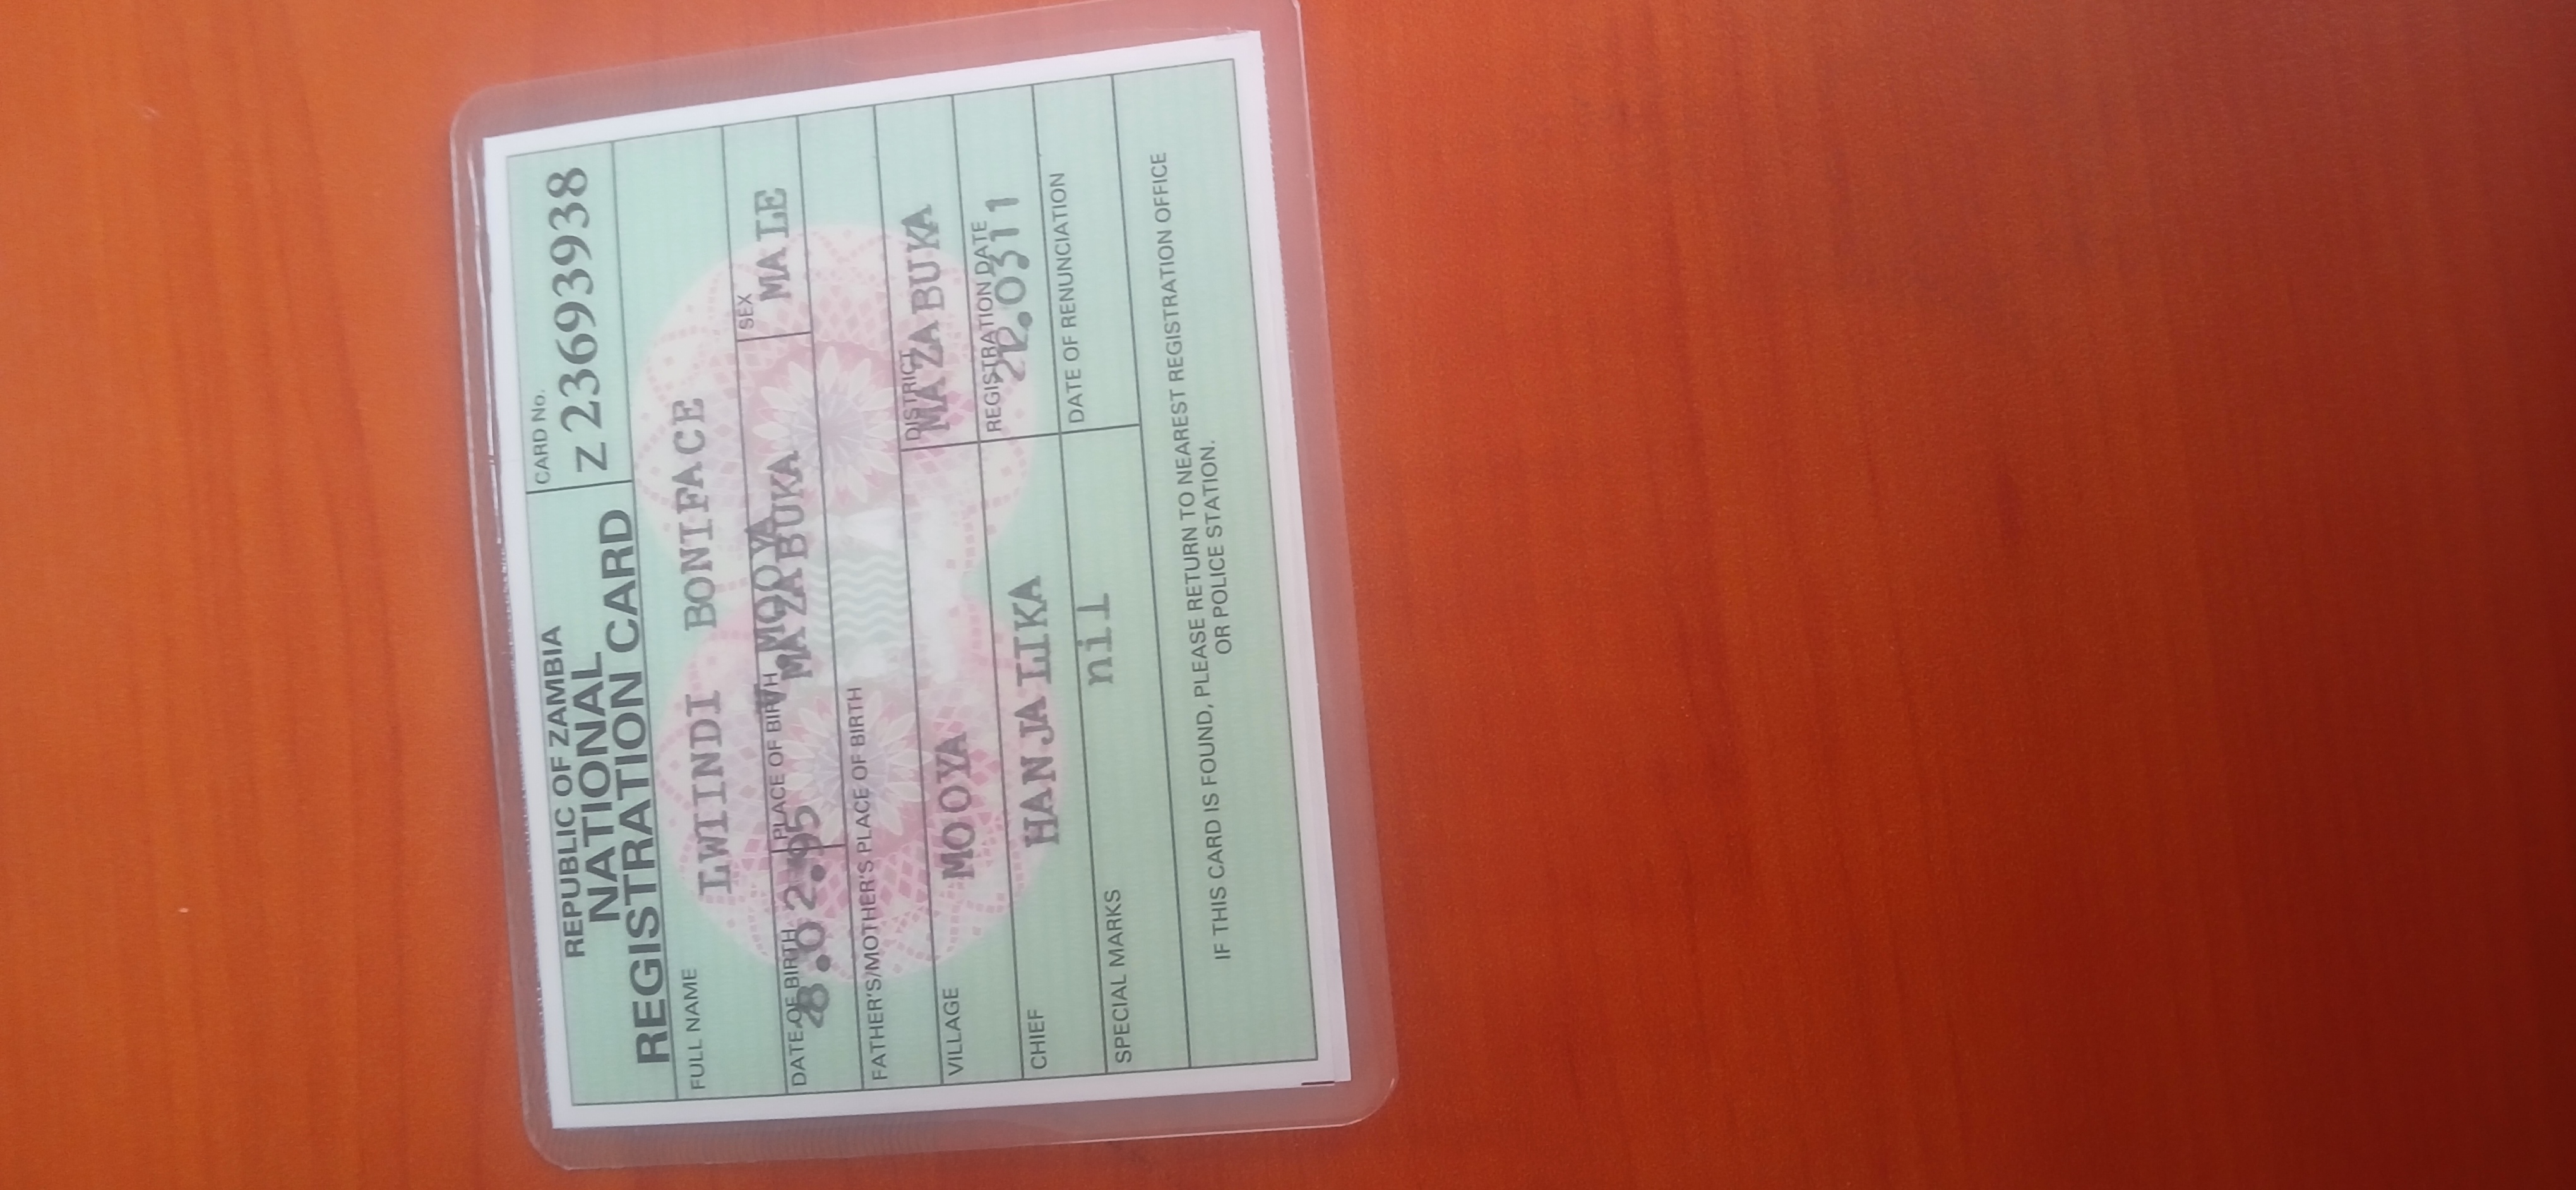 REPUBLIC OF ZAMBIA
NATIONAL
REGISTRATION CARD
CARD No.
Z 23693938
FULL NAME
LWIINDI BONIFACE
DATE OF BIRTH
28.02.95
PLACE OF BIRTH
V.MOOYA
MAZABUKA
SEX
MALE
FATHER'S/MOTHER'S PLACE OF BIRTH
VILLAGE
MOOYA
DISTRICT
MAZABUKA
CHIEF
HANJALIKA
REGISTRATION DATE
SPECIAL MARKS
nil
DATE OF RENUNCIATION
IF THIS CARD IS FOUND, PLEASE RETURN TO NEAREST REGISTRATION OFFICE
OR POLICE STATION.